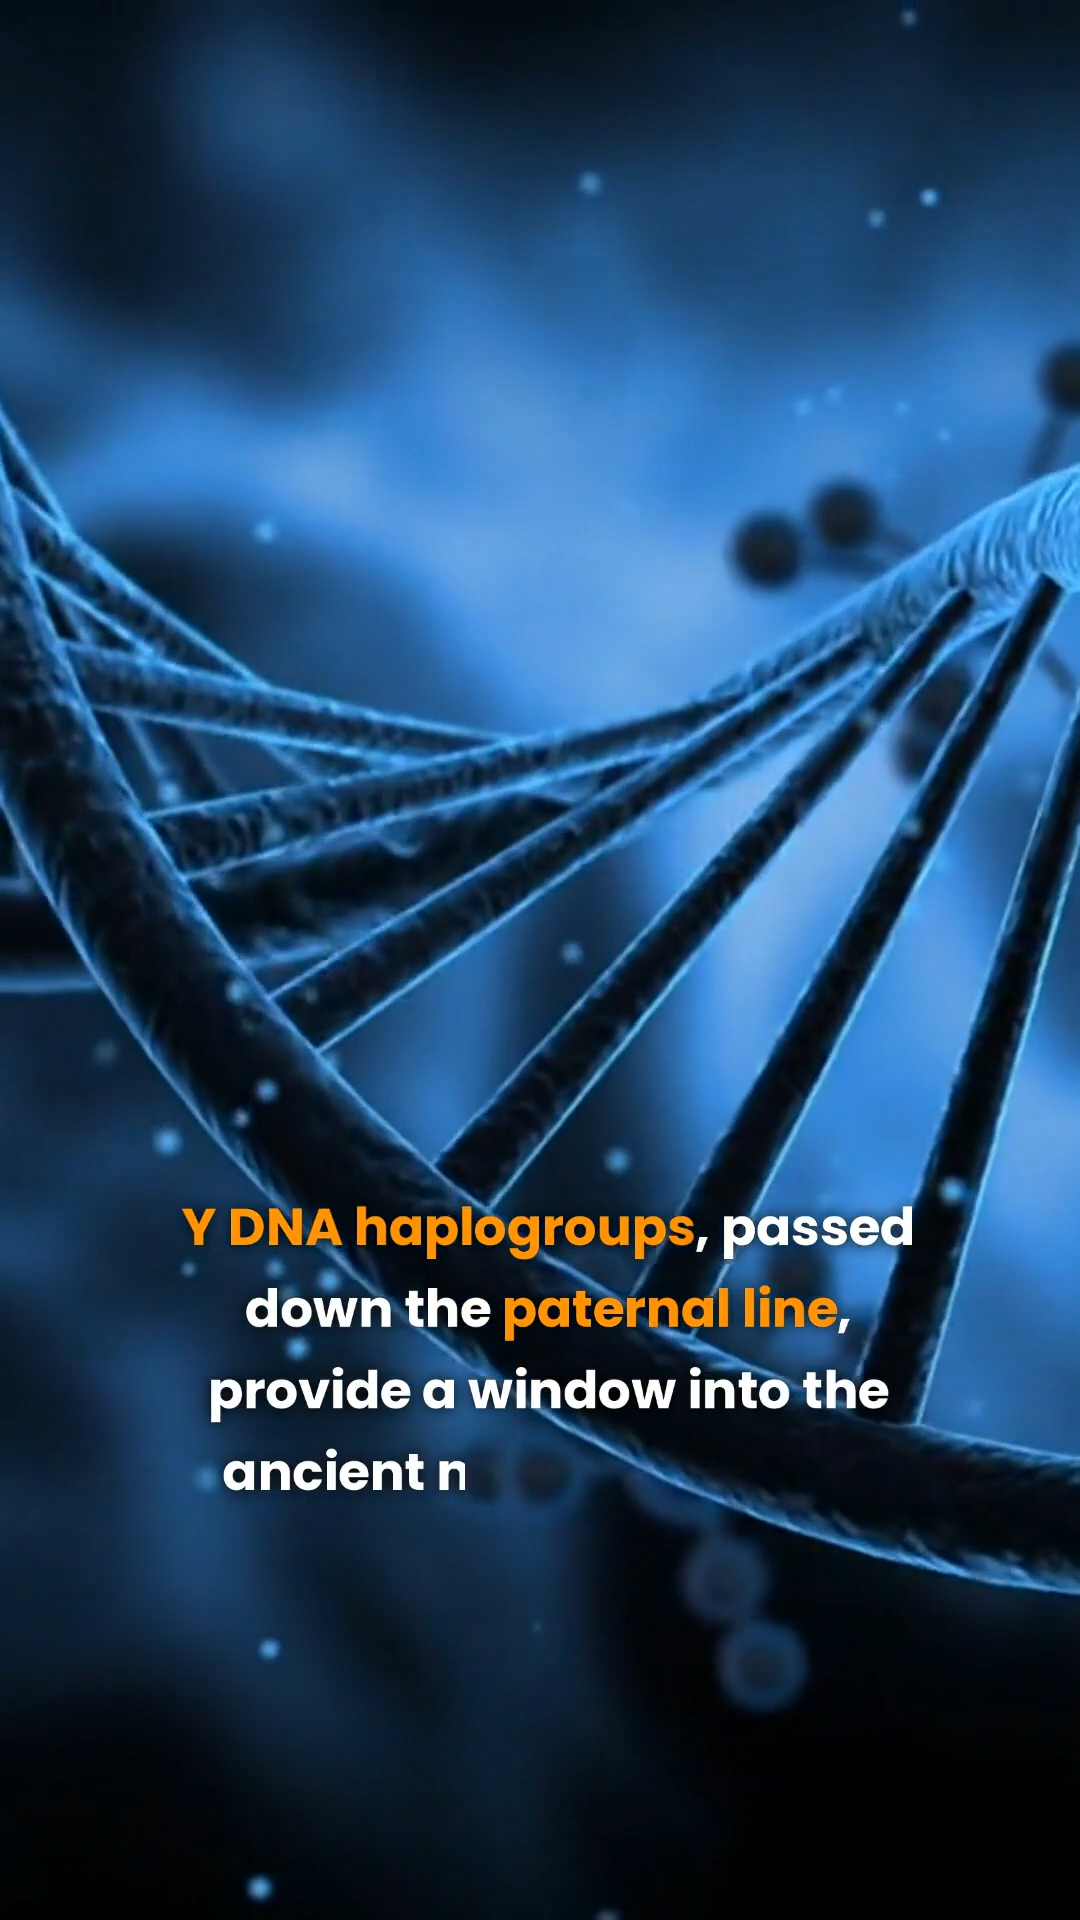 Y DNA haplogroups, passed
down the paternal line,
provide a window into the
ancient